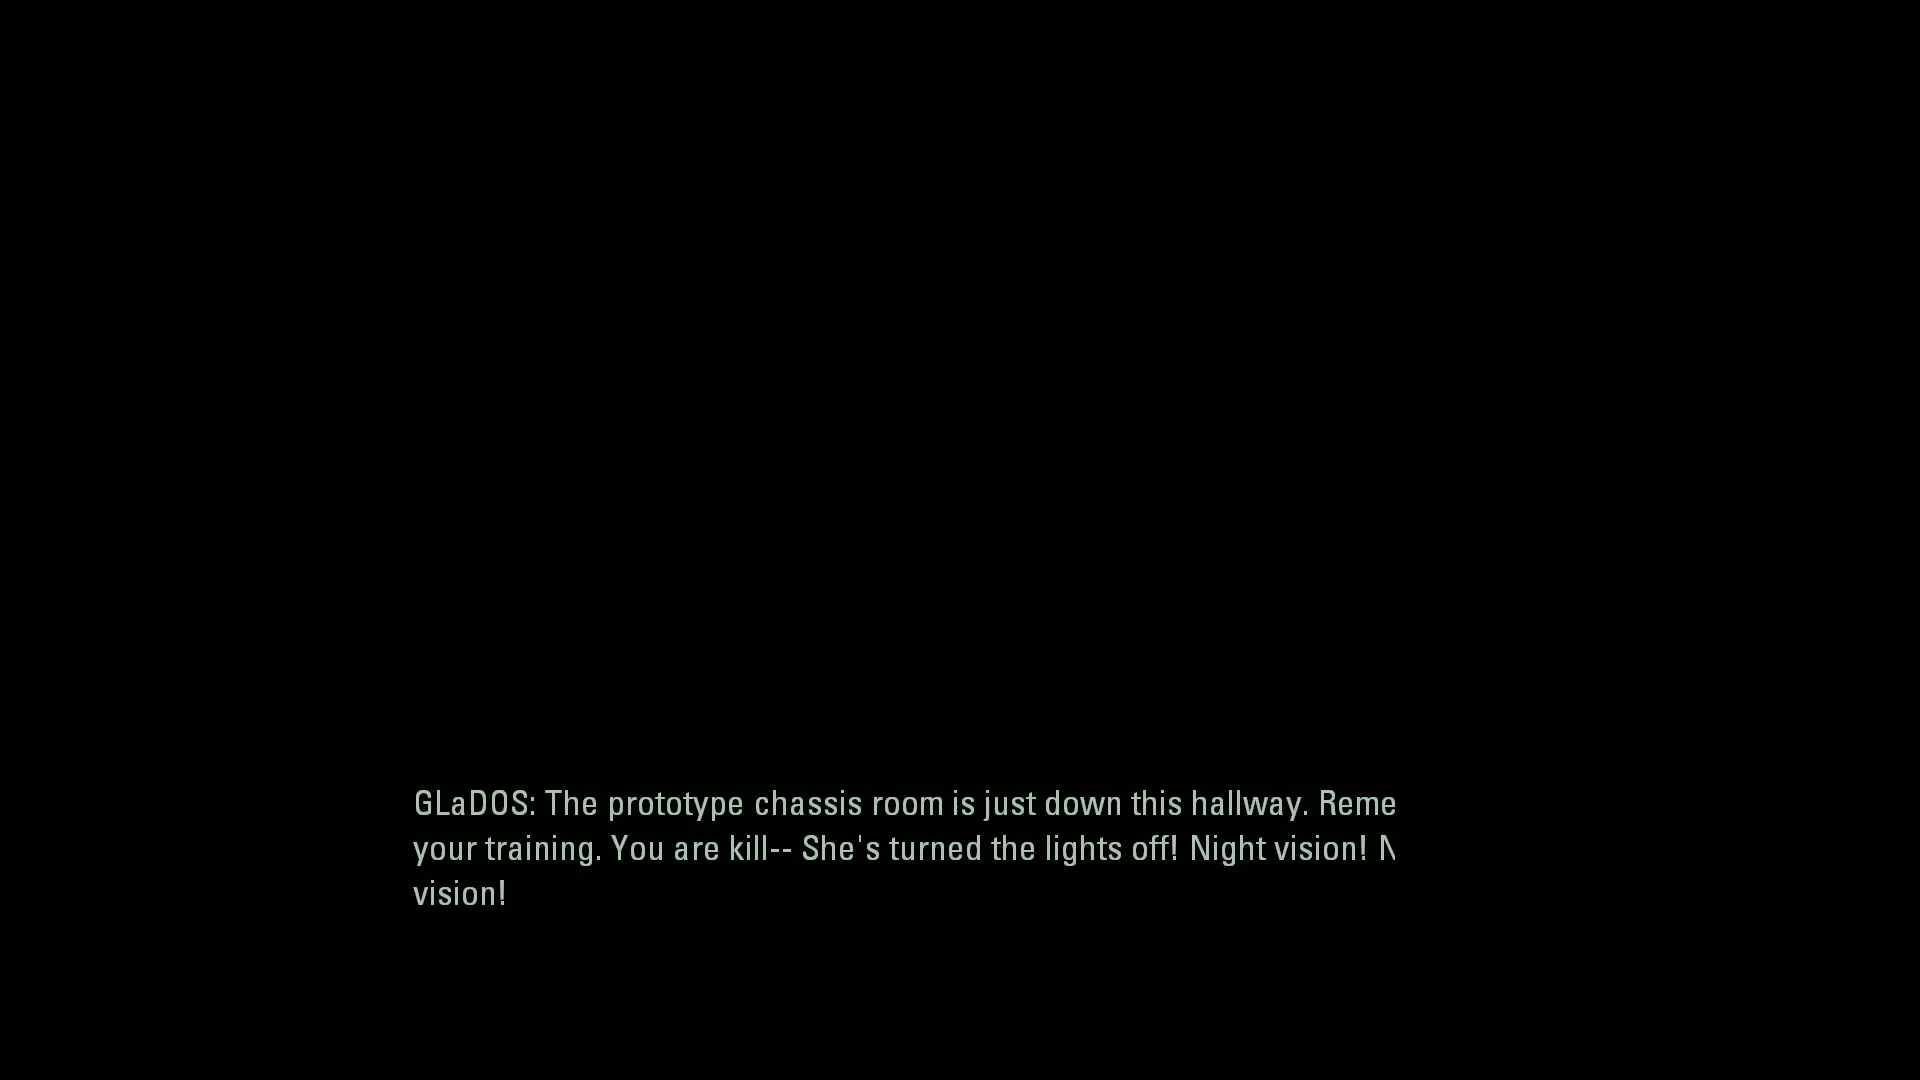 GLaDOS: The prototype chassis room is just down this hallway. Reme
your training. You are kill-- She's turned the lights off! Night vision! N
vision!